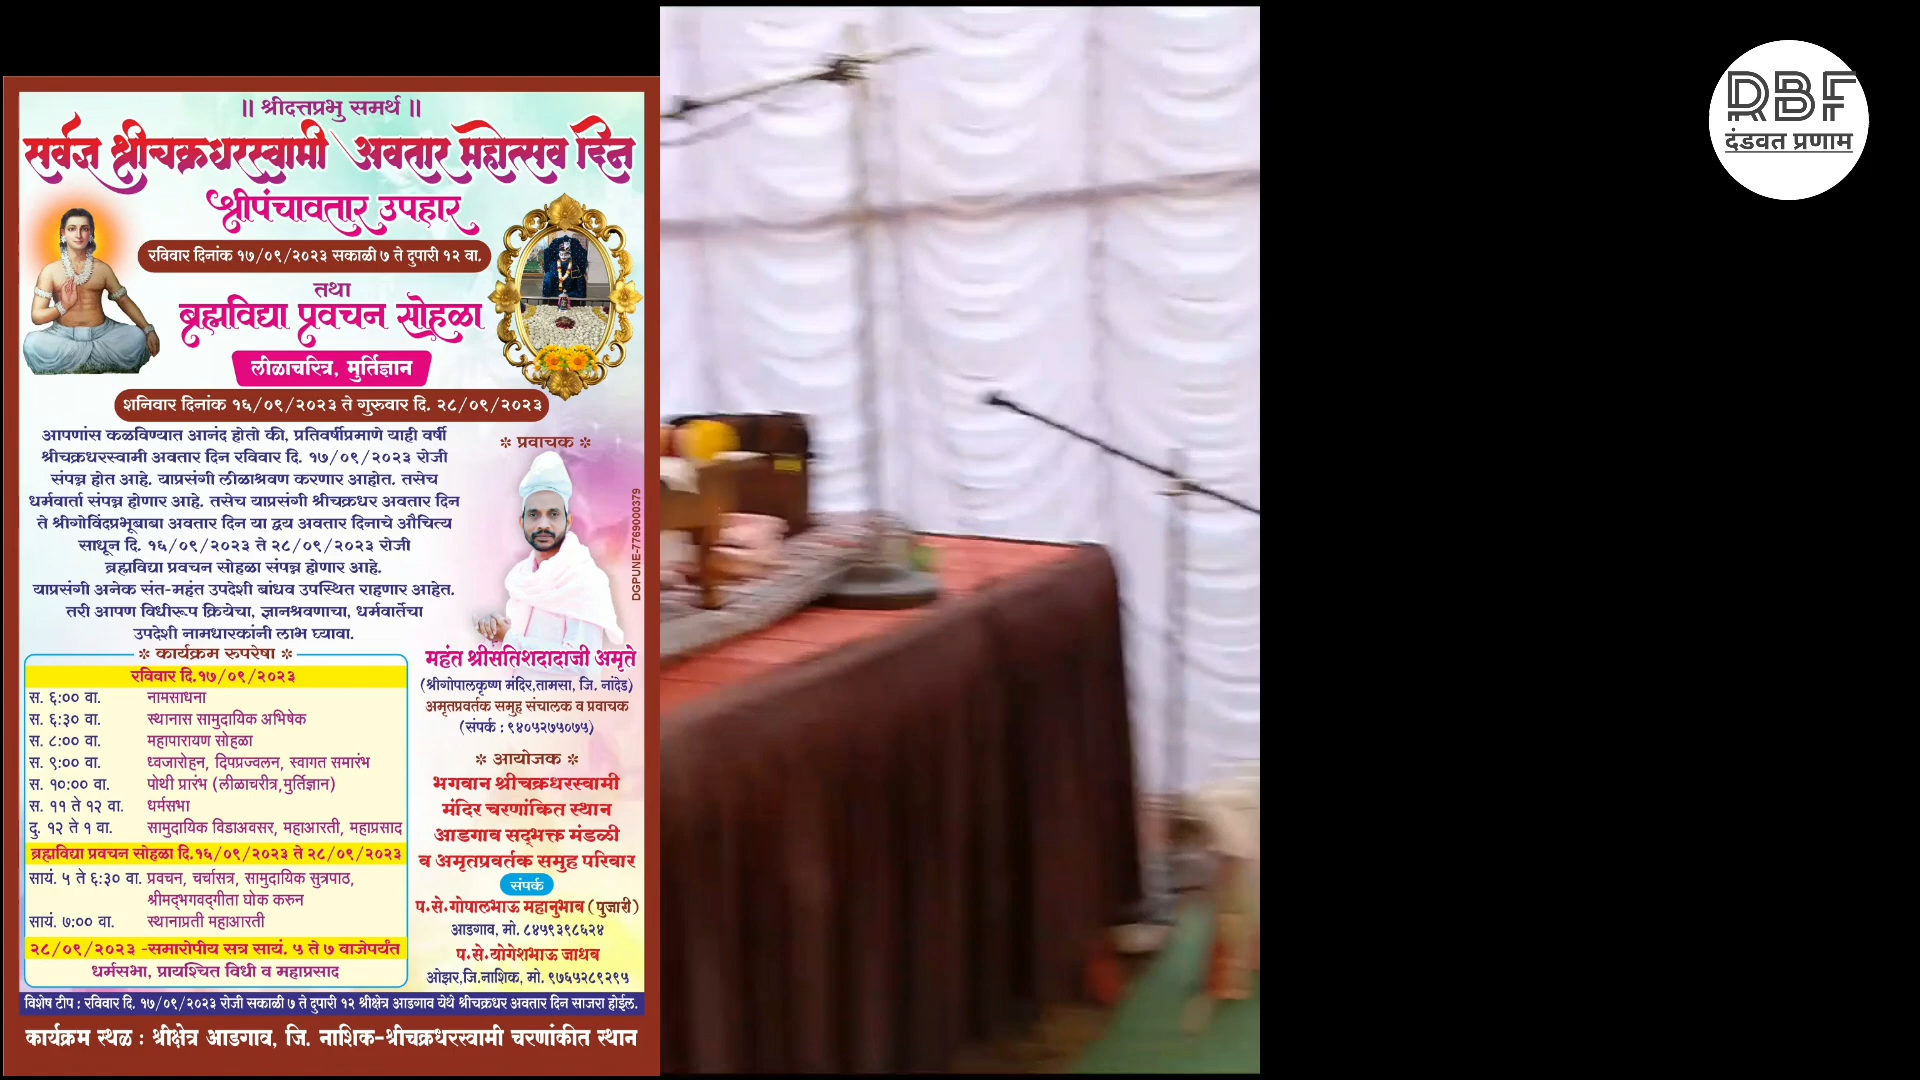 || श्रीदत्तप्रभु समर्थ ||
सर्वज्ञ श्रीचक्रधरस्वामी अवतार महोत्सव दिन
श्रीपंचावतार उपहार
रविवार दिनांक १७/०९/२०२३ सकाळी ७ ते दुपारी १२ वा.
तथा
ब्रह्मविद्या प्रवचन सोहळा
लीळाचरित्र, मुर्तिज्ञान
शनिवार दिनांक १६/०९/२०२३ ते गुरुवार दि. २८/०९/२०२३
आपणांस कळविण्यात आनंद होतो की, प्रतिवर्षीप्रमाणे याही वर्षी
श्रीचक्रधरस्वामी अवतार दिन रविवार दि. १७/०९/२०२३ रोजी
संपन्न होत आहे. याप्रसंगी लीळाश्रवण करणार आहोत. तसेच
धर्मवार्ता संपन्न होणार आहे. तसेच याप्रसंगी श्रीचक्रधर अवतार दिन
ते श्रीगोविंदप्रभूबाबा अवतार दिन या द्वय अवतार दिनाचे औचित्य
साधून दि. १६/०९/२०२३ ते २८/०९/२०२३ रोजी
ब्रह्मविद्या प्रवचन सोहळा संपन्न होणार आहे.
याप्रसंगी अनेक संत-महंत उपदेशी बांधव उपस्थित राहणार आहेत.
तरी आपण विधीरूप क्रियेचा, ज्ञानश्रवणाचा, धर्मवार्तेचा
उपदेशी नामधारकांनी लाभ घ्यावा.
* कार्यक्रम रुपरेषा *
रविवार दि.१७/०९/२०२३
स. ६:०० वा. नामसाधना
स. ६:३० वा. स्थानास सामुदायिक अभिषेक
स. ८:०० वा. महापारायण सोहळा
स. ९:०० वा. ध्वजारोहन, दिपप्रज्वलन, स्वागत समारंभ
स. १०:०० वा. पोथी प्रारंभ (लीळाचरीत्र,मुर्तिज्ञान)
स. ११ ते १२ वा. धर्मसभा
दु. १२ ते १ वा. सामुदायिक विडाअवसर, महाआरती, महाप्रसाद
ब्रह्मविद्या प्रवचन सोहळा दि.१६/०९/२०२३ ते २८/०९/२०२३
सायं. ५ ते ६:३० वा. प्रवचन, चर्चासत्र, सामुदायिक सुत्रपाठ,
श्रीमद्‌भगवद्‌गीता घोक करुन
सायं. ७:०० वा. स्थानाप्रती महाआरती
२८/०९/२०२३ -समारोपीय सत्र सायं. ५ ते ७ वाजेपर्यंत
धर्मसभा, प्रायश्चित विधी व महाप्रसाद
* प्रवाचक *
DGPUNE-7769000379
महंत श्रीसतिशदादाजी अमृते
(श्रीगोपालकृष्ण मंदिर,तामसा, जि. नांदेड)
अमृतप्रवर्तक समुह संचालक व प्रवाचक
(संपर्क : ९४०५२७५०७५)
* आयोजक *
भगवान श्रीचक्रधरस्वामी
मंदिर चरणांकित स्थान
आडगाव सद्‌भक्त मंडळी
व अमृतप्रवर्तक समुह परिवार
संपर्क
प.से.गोपालभाऊ महानुभाव (पुजारी)
आडगाव, मो. ८४५९३९८६२४
प.से.योगेशभाऊ जाधव
ओझर,जि.नाशिक, मो. ९७६५२८९२९५
विशेष टीप : रविवार दि. १७/०९/२०२३ रोजी सकाळी ७ ते दुपारी १२ श्रीक्षेत्र आडगाव येथे श्रीचक्रधर अवतार दिन साजरा होईल.
कार्यक्रम स्थळ : श्रीक्षेत्र आडगाव, जि. नाशिक-श्रीचक्रधरस्वामी चरणांकीत स्थान
RBF
दंडवत प्रणाम